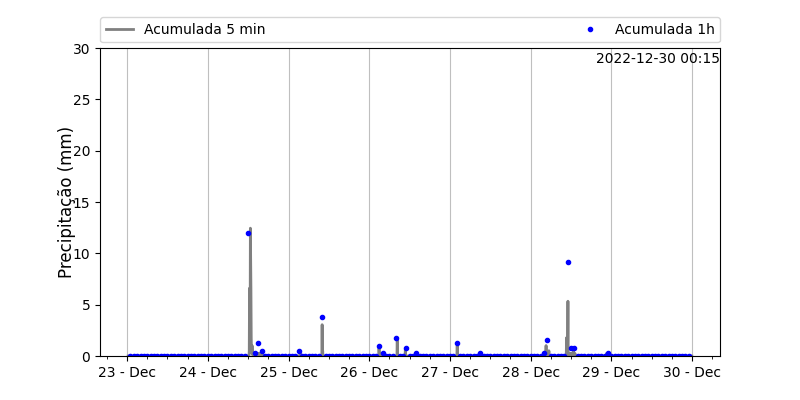 Acumulada 5 min Acumulada 1h
2022-12-30 00:15
Precipitação (mm)
30
25
20
15
10
5
0
23 - Dec 24 - Dec 25 - Dec 26 - Dec 27 - Dec 28 - Dec 29 - Dec 30 - Dec